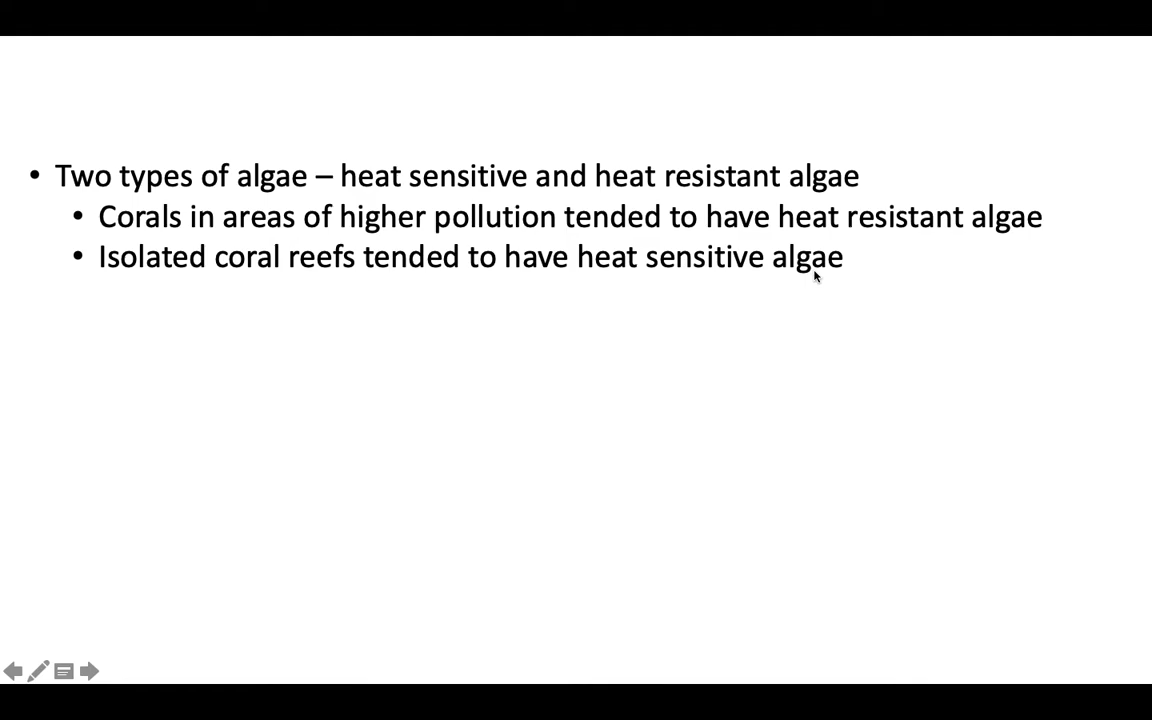 • Two types of algae – heat sensitive and heat resistant algae
• Corals in areas of higher pollution tended to have heat resistant algae
• Isolated coral reefs tended to have heat sensitive algae